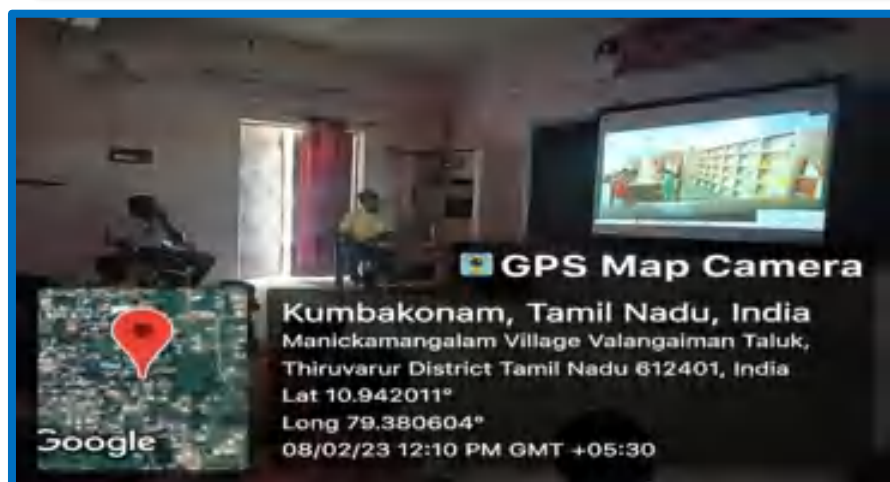 GPS Map Camera
Kumbakonam, Tamil Nadu, India
Manickamangalam Village Valangaiman Taluk,
Thiruvarur District Tamil Nadu 612401, India
Lat 10.942011°
Long 79.380604°
08/02/23 12:10 PM GMT +05:30
Google